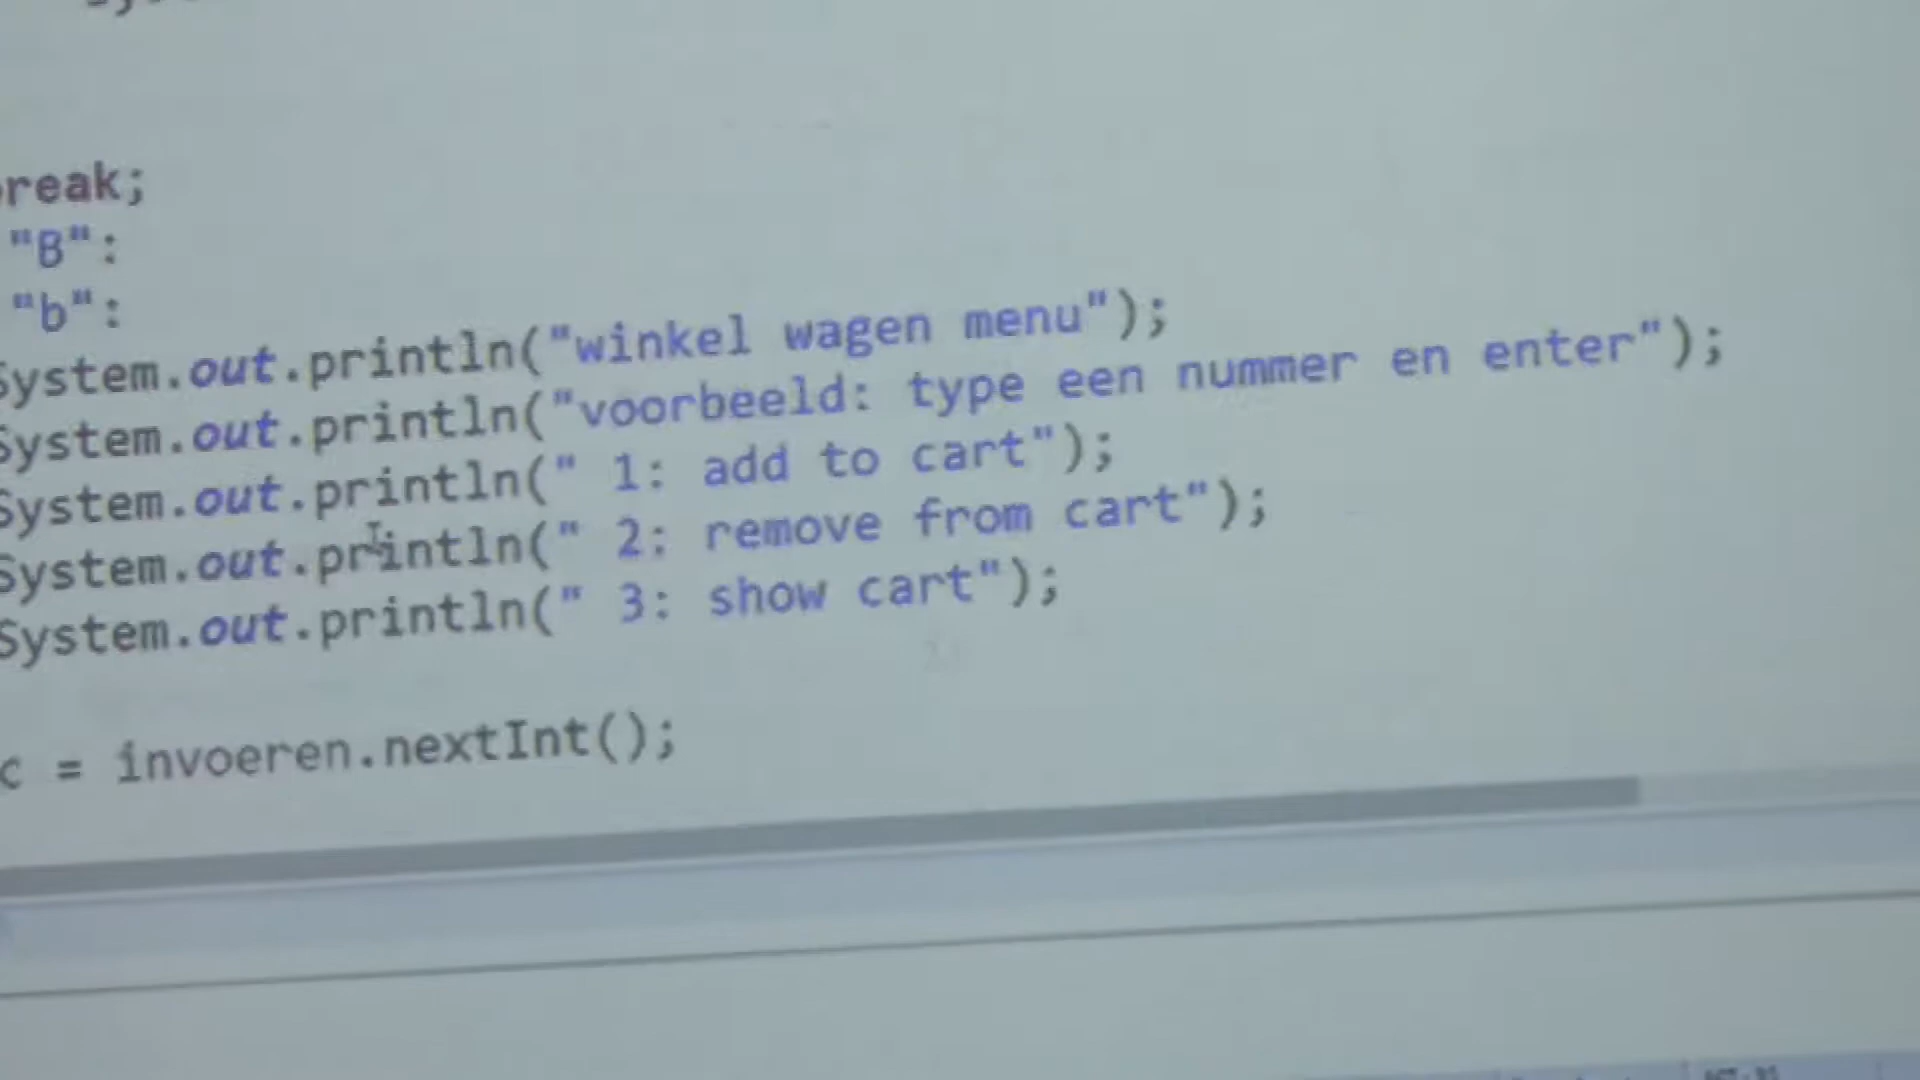 break;
"B":
"b":
System.out.println("winkel wagen menu");
System.out.println("voorbeeld: type een nummer en enter");
System.out.println(" 1: add to cart");
System.out.println(" 2: remove from cart");
System.out.println(" 3: show cart");
c = invoeren.nextInt();